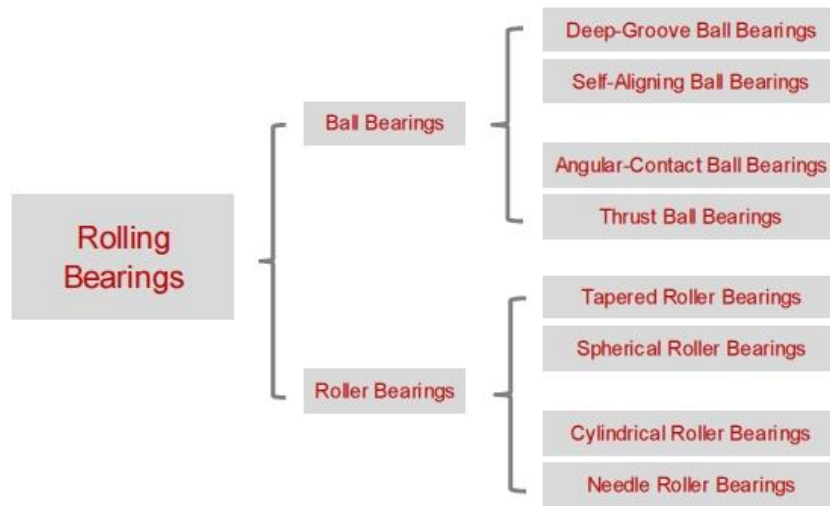 Rolling
Bearings
Ball Bearings
Deep-Groove Ball Bearings
Self-Aligning Ball Bearings
Angular-Contact Ball Bearings
Thrust Ball Bearings
Roller Bearings
Tapered Roller Bearings
Spherical Roller Bearings
Cylindrical Roller Bearings
Needle Roller Bearings